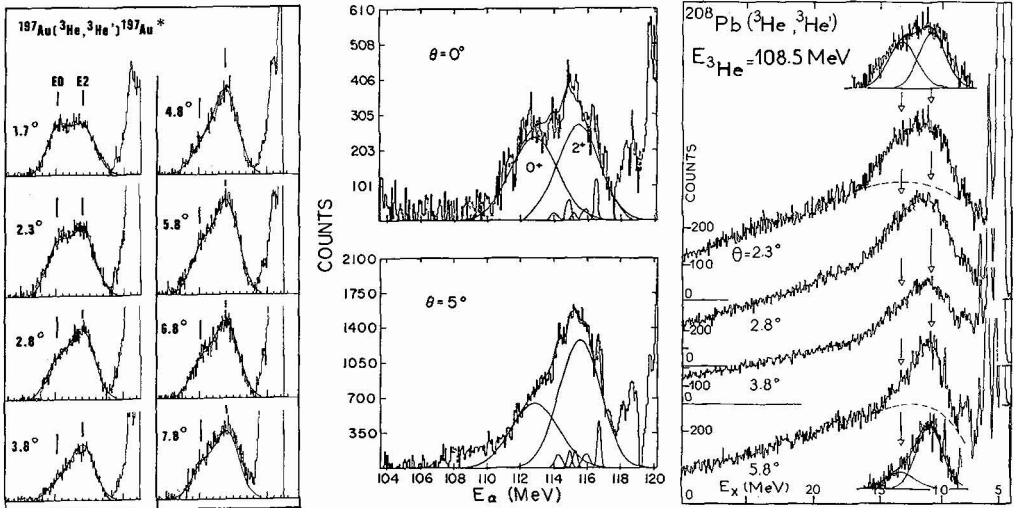 ¹⁹⁷Au(³He,³He')¹⁹⁷Au*
E0 E2
1.7°
4.8°
2.3°
5.8°
2.8°
6.8°
3.8°
7.8°
COUNTS
610
508
406
305
203
101
θ=0°
0⁺
2⁺
2100
1750
1400
1050
700
350
θ=5°
104 106 108 110 112 114 116 118 120
Eα (MeV)
208 Pb (³He,³He')
E³He=108.5 MeV
COUNTS
200
100
0
θ=2.3°
2.8°
200
0
3.8°
100
0
200
5.8°
0
Ex (MeV) 20 15 10 5